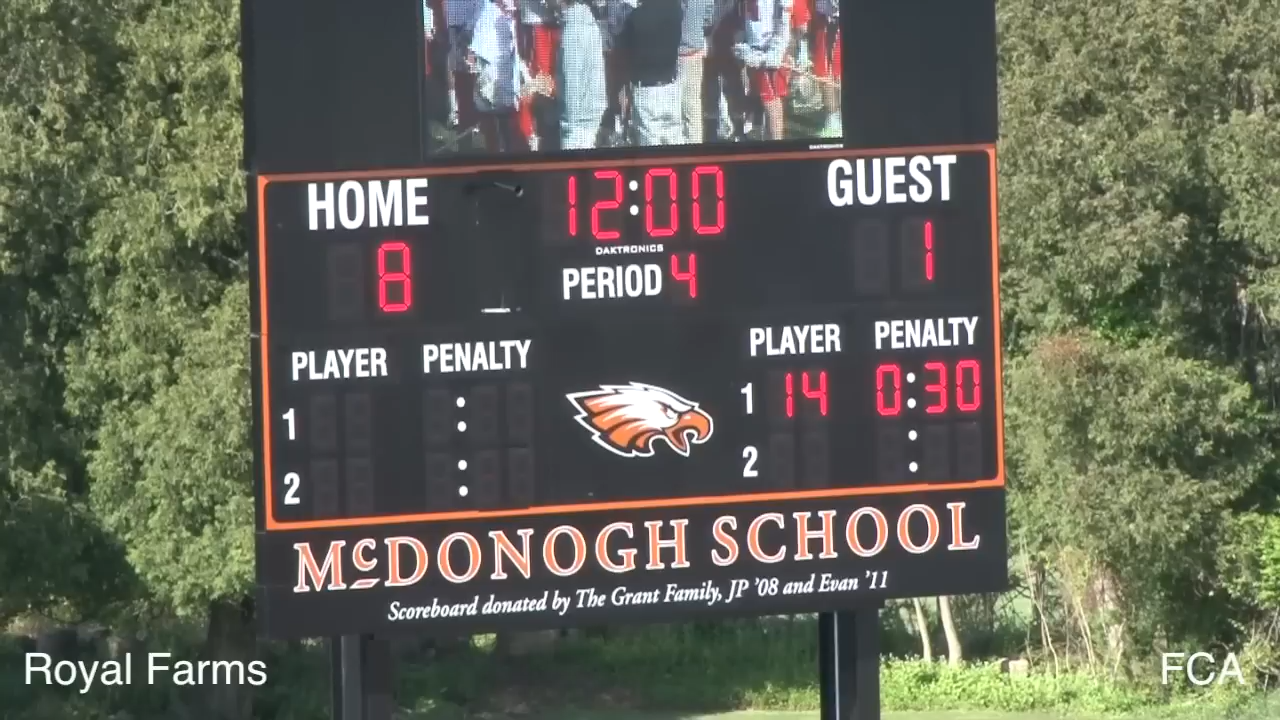 DAKTRONICS
HOME 12:00 GUEST
DAKTRONICS
8 PERIOD 4 1
PLAYER PENALTY PLAYER PENALTY
1 : 1 14 0:30
2 : 2 :
McDONOGH SCHOOL
Scoreboard donated by The Grant Family, JP '08 and Evan '11
Royal Farms FCA